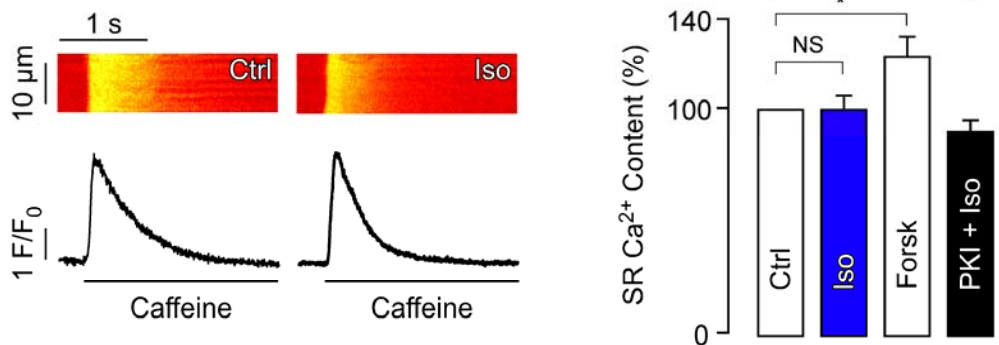 1 s
10 µm
Ctrl
Iso
1 F/F0
Caffeine
Caffeine
SR Ca2+ Content (%)
140
100
0
*
NS
Ctrl
Iso
Forsk
PKI + Iso